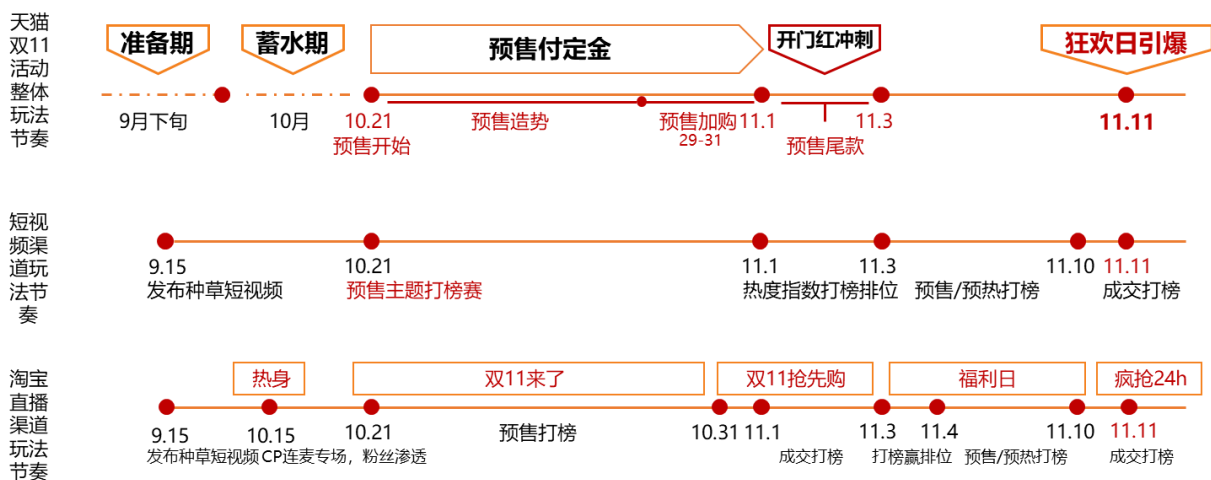 天猫
双11
活动
整体
玩法
节奏
准备期
蓄水期
预售付定金
开门红冲刺
狂欢日引爆
9月下旬
10月
10.21
预售开始
预售造势
预售加购
29-31
11.1
预售尾款
11.3
11.11
短视
频渠
道玩
法节
奏
9.15
发布种草短视频
10.21
预售主题打榜赛
11.1
热度指数打榜排位
11.3
预售/预热打榜
11.10
11.11
成交打榜
淘宝
直播
渠道
玩法
节奏
热身
双11来了
双11抢先购
福利日
疯抢24h
9.15
发布种草短视频
10.15
CP连麦专场，粉丝渗透
10.21
预售打榜
10.31
11.1
成交打榜
11.3
打榜赢排位
11.4
预售/预热打榜
11.10
11.11
成交打榜